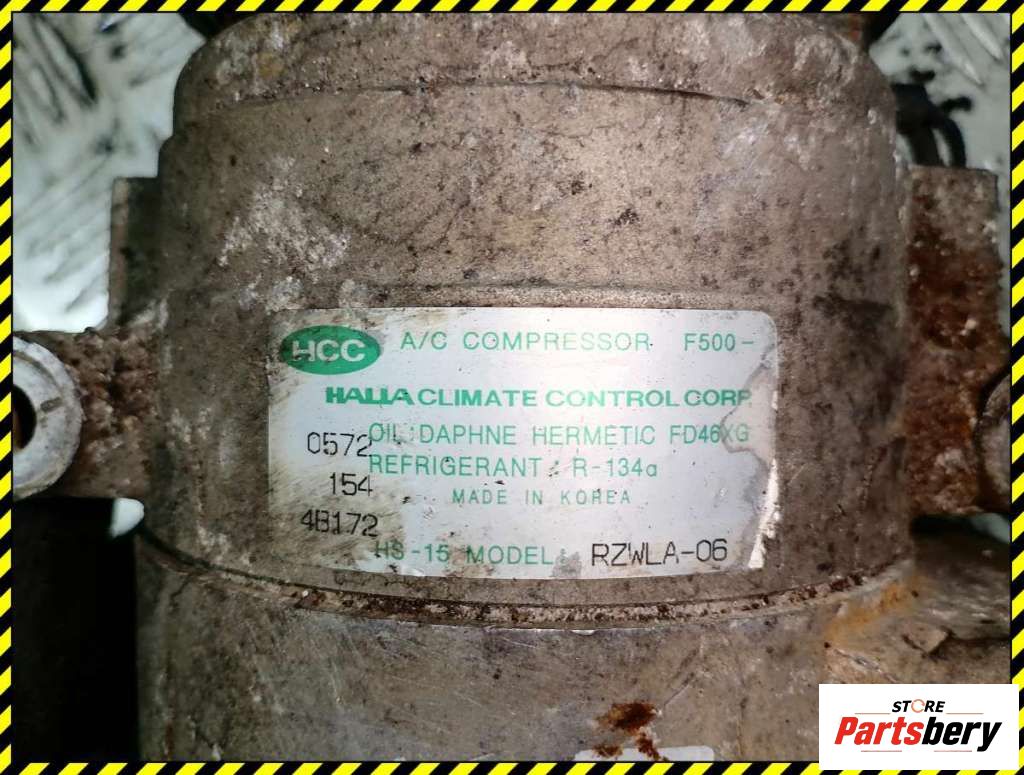 HCC A/C COMPRESSOR F500-
HALLA CLIMATE CONTROL CORP.
OIL: DAPHNE HERMETIC FD46XG
0572
REFRIGERANT : R-134a
154
MADE IN KOREA
4B172
HS-15 MODEL: RZWLA-06
STORE
Partsbery